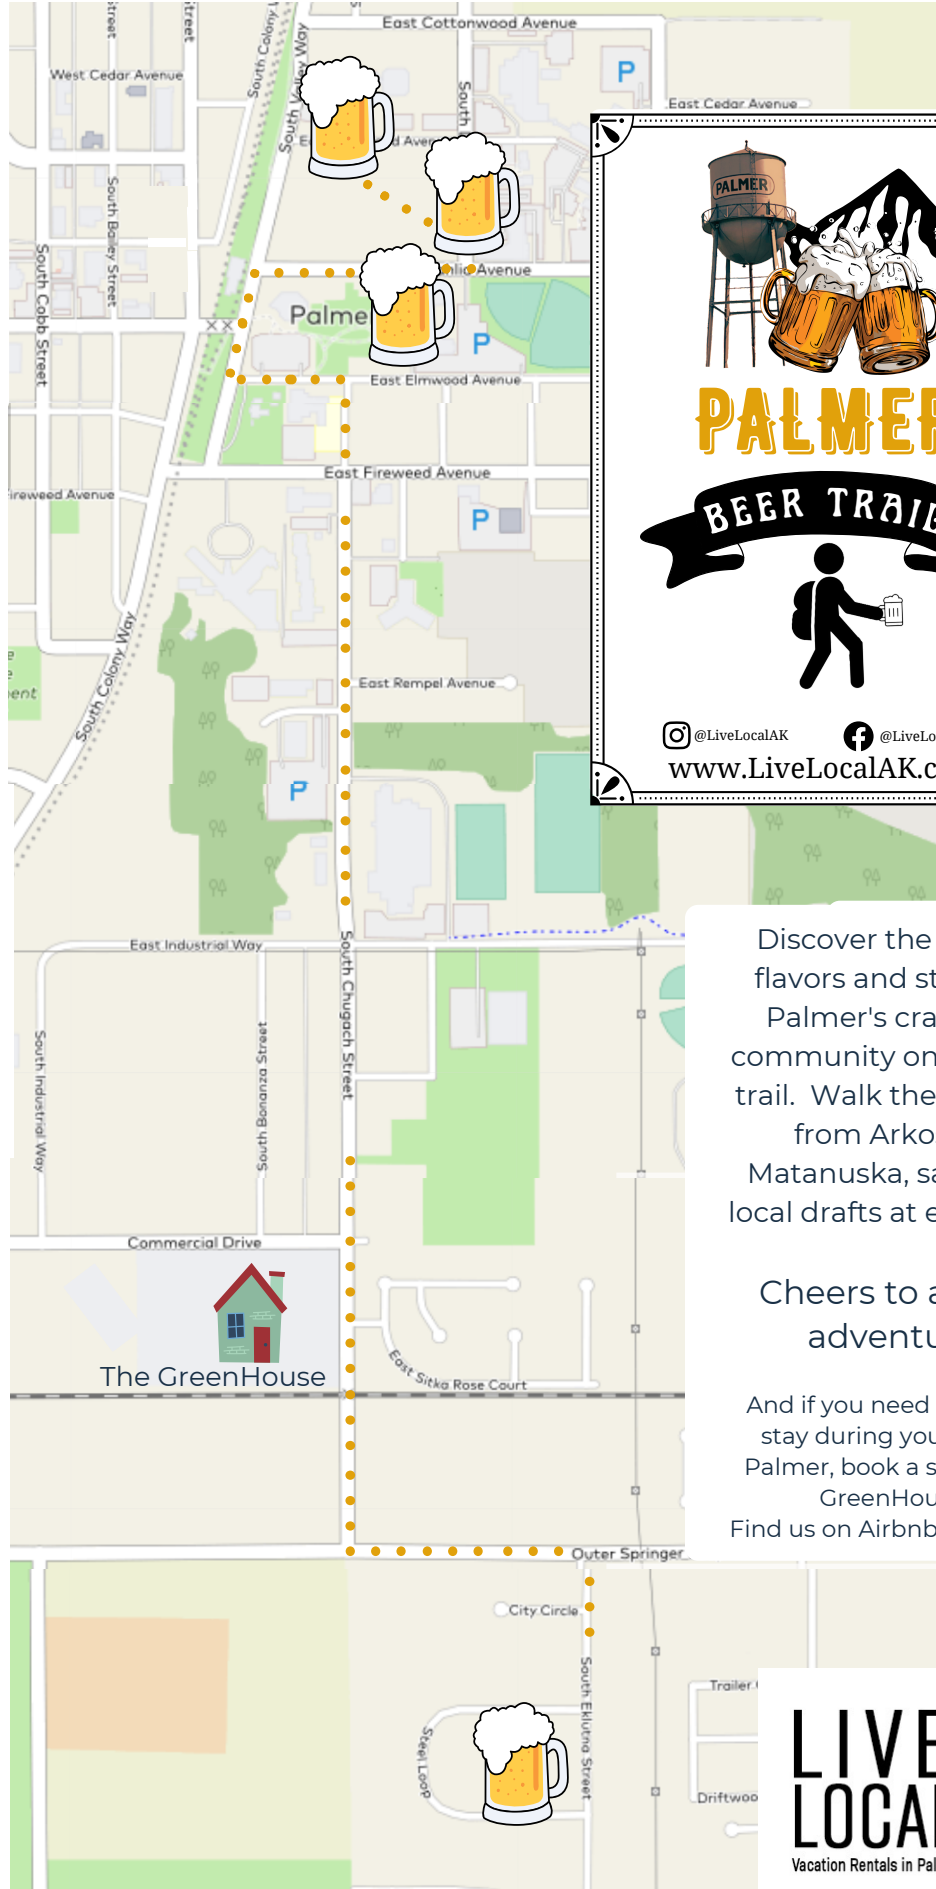 East Cottonwood Avenue
West Cedar Avenue
South Colony
South Valley Way
South
East Cedar Avenue
South Bailey Street
South Cobb Street
Avenue
Palme
P
P
East Elmwood Avenue
East Fireweed Avenue
ireweed Avenue
P
South Colony Way
East Rempel Avenue
P
East Industrial Way
South Chugach Street
South Industrial Way
South Bonanza Street
Commercial Drive
The GreenHouse
East Sitka Rose Court
Outer Springer
City Circle
South Eklutna Street
Steel Loop
Trailer
Driftwoo
PALMER
PALMER
BEER TRAIL
@LiveLocalAK
@LiveLo
www.LiveLocalAK.c
Discover the
flavors and st
Palmer's cra
community on
trail. Walk the
from Arko
Matanuska, sa
local drafts at e
Cheers to a
adventu
And if you need
stay during you
Palmer, book a s
GreenHou
Find us on Airbnb
LIVE
LOCAL
Vacation Rentals in Pal